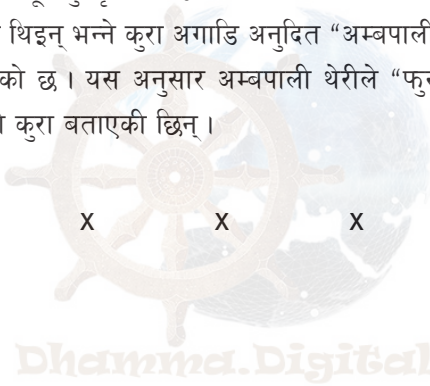 थिइन् भन्ने कुरा अगाडि अनुदित “अम्बपाली
को छ । यस अनुसार अम्बपाली थेरीले “फु
कुरा बताएकी छिन् ।
x x x
Dhamma.Digital